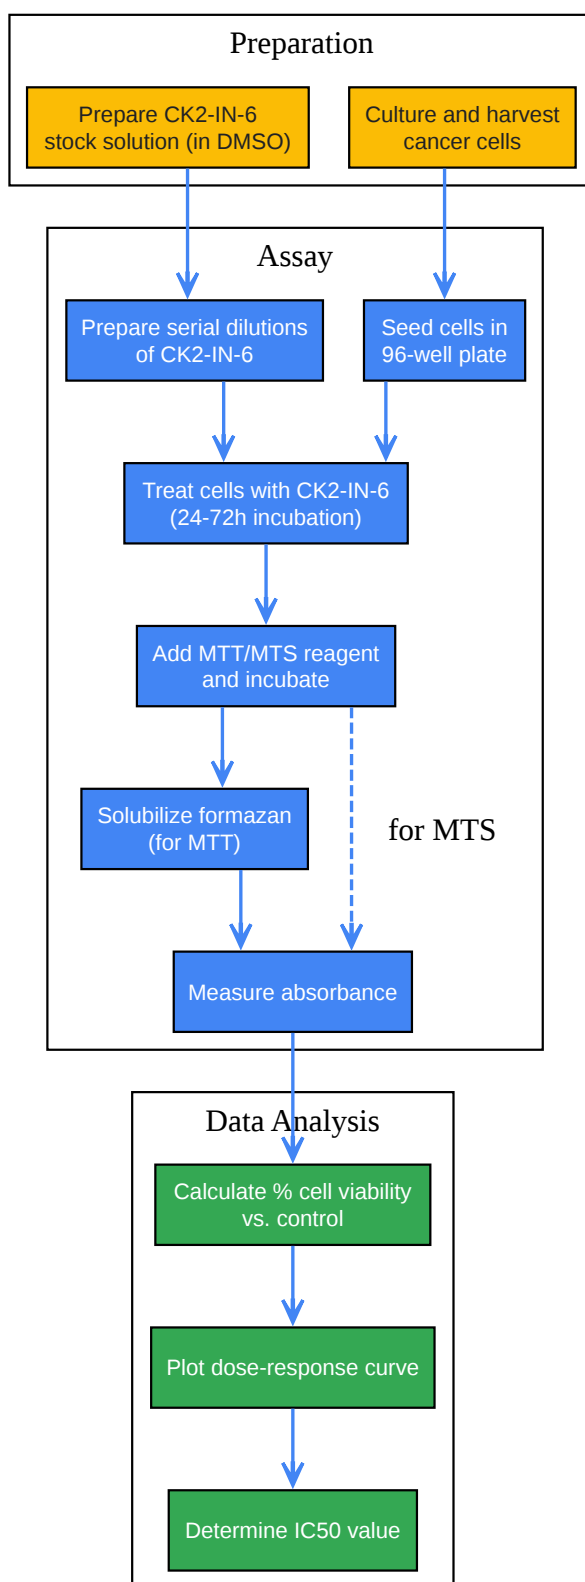 Preparation
Prepare CK2-IN-6
stock solution (in DMSO)
Culture and harvest
cancer cells
Assay
Prepare serial dilutions
of CK2-IN-6
Seed cells in
96-well plate
Treat cells with CK2-IN-6
(24-72h incubation)
Add MTT/MTS reagent
and incubate
Solubilize formazan
(for MTT)
for MTS
Measure absorbance
Data Analysis
Calculate % cell viability
vs. control
Plot dose-response curve
Determine IC50 value